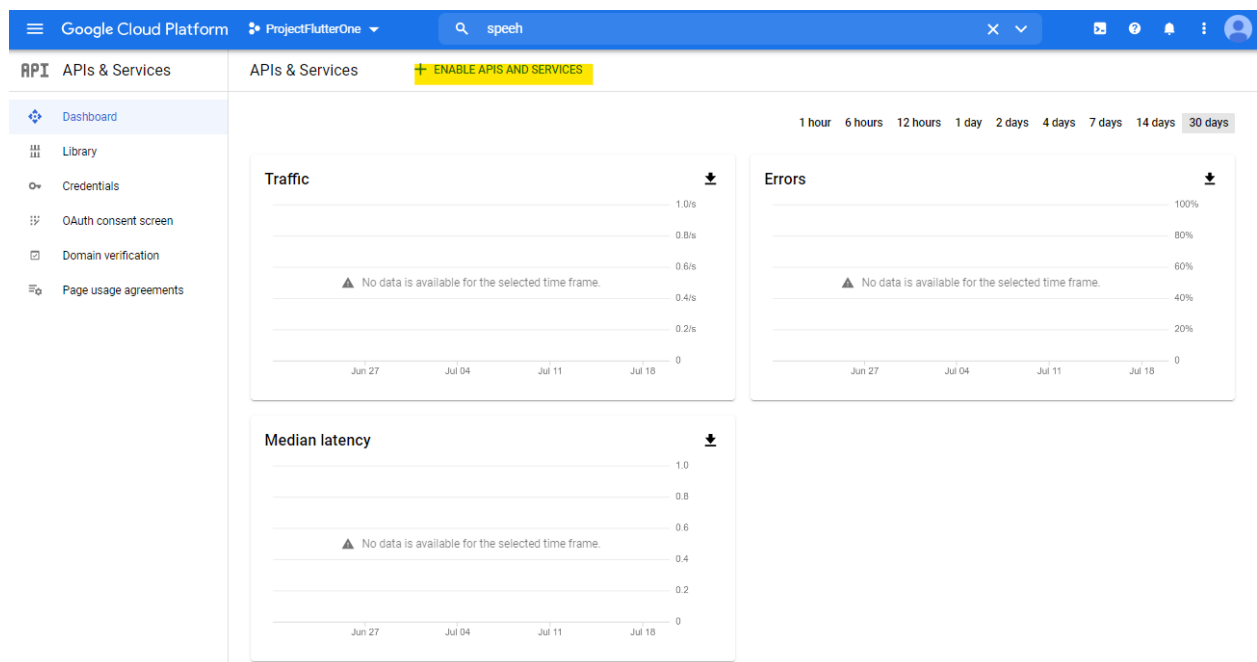 Google Cloud Platform ProjectFlutterOne speeh
API APIs & Services
APIs & Services + ENABLE APIS AND SERVICES
Dashboard
Library
Credentials
OAuth consent screen
Domain verification
Page usage agreements
1 hour 6 hours 12 hours 1 day 2 days 4 days 7 days 14 days 30 days
Traffic
1.0/s
0.8/s
0.6/s
No data is available for the selected time frame.
0.4/s
0.2/s
0
Jun 27 Jul 04 Jul 11 Jul 18
Errors
100%
80%
60%
No data is available for the selected time frame.
40%
20%
0
Jun 27 Jul 04 Jul 11 Jul 18
Median latency
1.0
0.8
0.6
No data is available for the selected time frame.
0.4
0.2
0
Jun 27 Jul 04 Jul 11 Jul 18